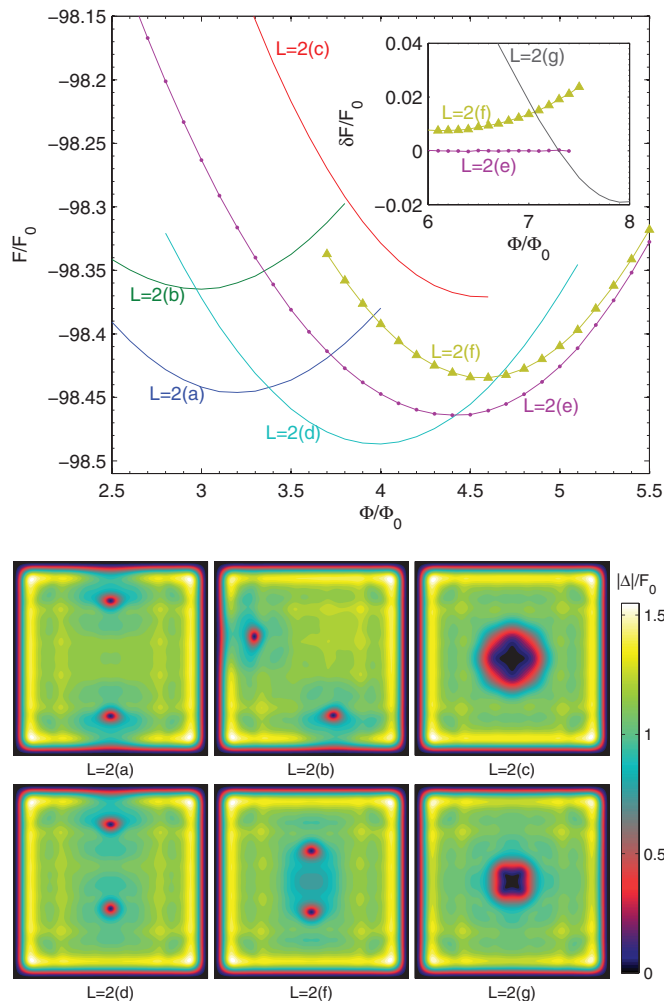 −98.15
−98.2
−98.25
−98.3
−98.35
−98.4
−98.45
−98.5
F/F₀
2.5 3 3.5 4 4.5 5 5.5
Φ/Φ₀
L=2(c)
L=2(b)
L=2(a)
L=2(d)
L=2(f)
L=2(e)
0.04
0.02
0
−0.02
δF/F₀
6 7 8
Φ/Φ₀
L=2(g)
L=2(f)
L=2(e)
L=2(a) L=2(b) L=2(c)
L=2(d) L=2(f) L=2(g)
|Δ|/F₀
1.5
1
0.5
0